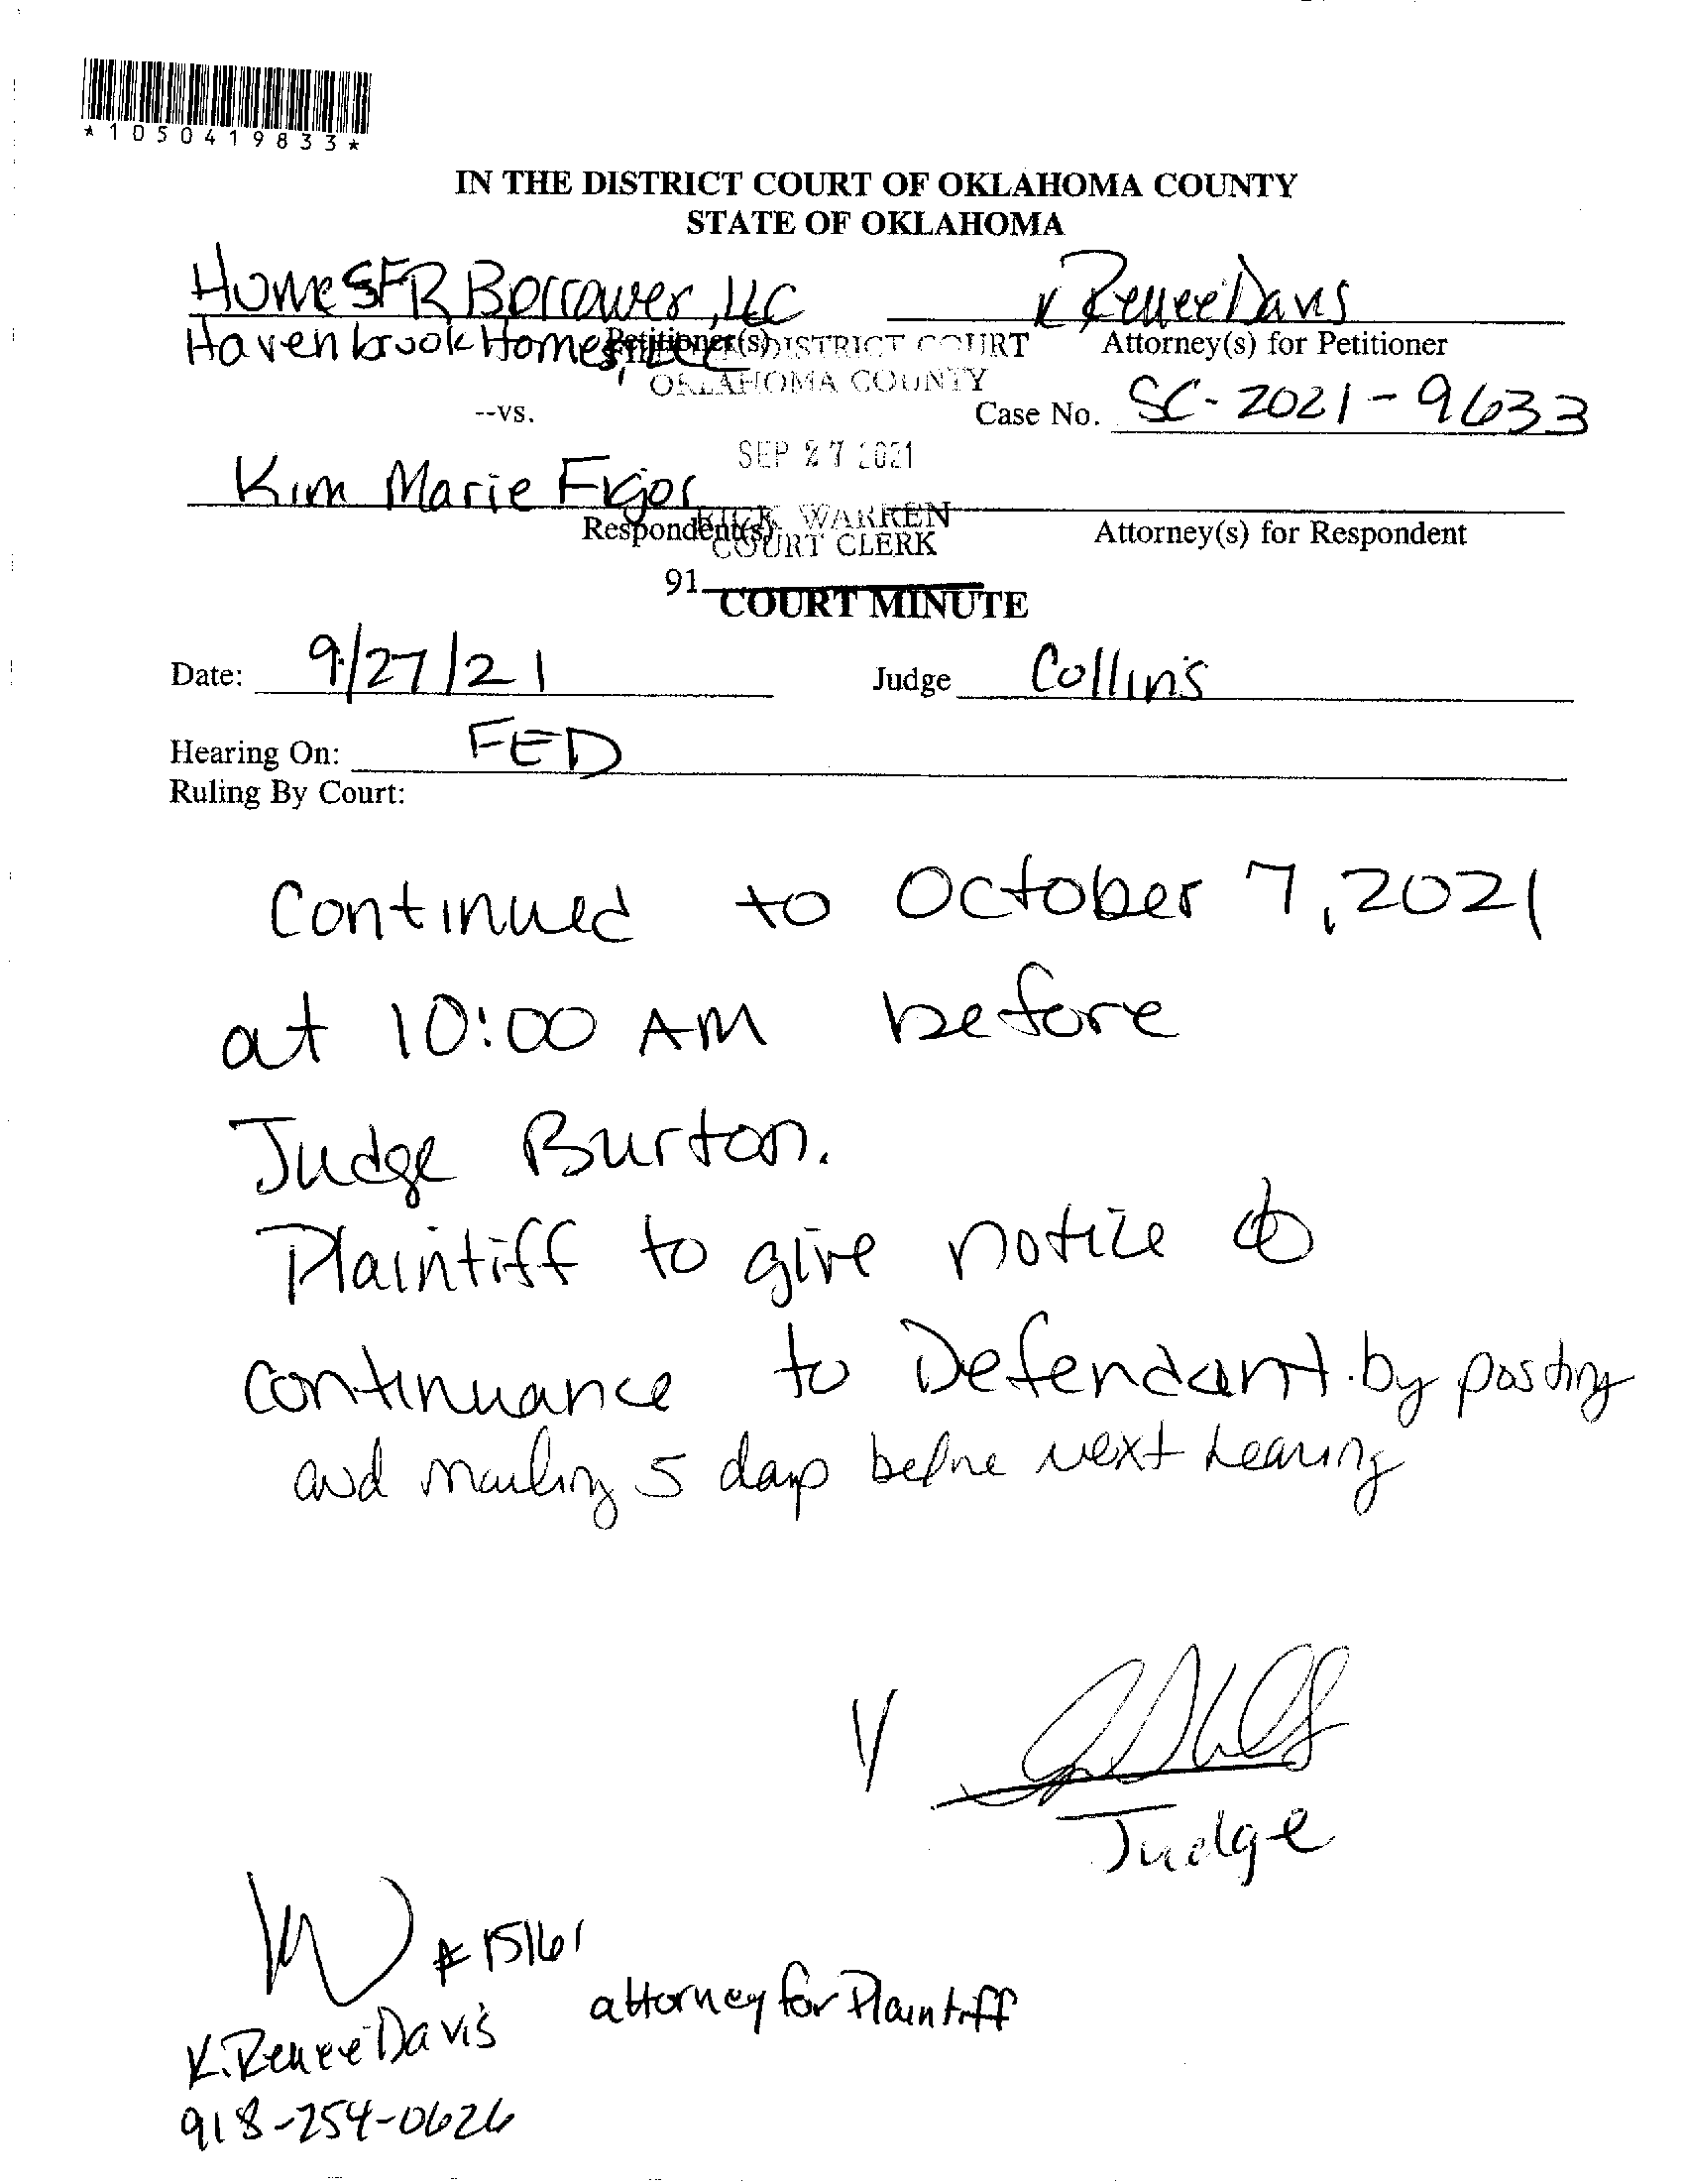 *1050419833*
IN THE DISTRICT COURT OF OKLAHOMA COUNTY
STATE OF OKLAHOMA
Home SFR Borrower, LLC
K Renee Davis
Havenbrook Homes, LLC
Petitioner(s)
DISTRICT COURT
Attorney(s) for Petitioner
OKLAHOMA COUNTY
--vs.
Case No. SC-2021-9633
SEP 27 2021
Kim Marie
RICK WARREN
Respondent(s)
COURT CLERK
Attorney(s) for Respondent
91
COURT MINUTE
Date: 9/27/21
Judge Collins
Hearing On: FED
Ruling By Court:
Continued to October 7, 2021
at 10:00 AM before
Judge Burton.
Plaintiff to give notice of
continuance to Defendant by posting
and mailing 5 days before next hearing
Judge
#15161
attorney for Plaintiff
K. Renee Davis
918-254-0626